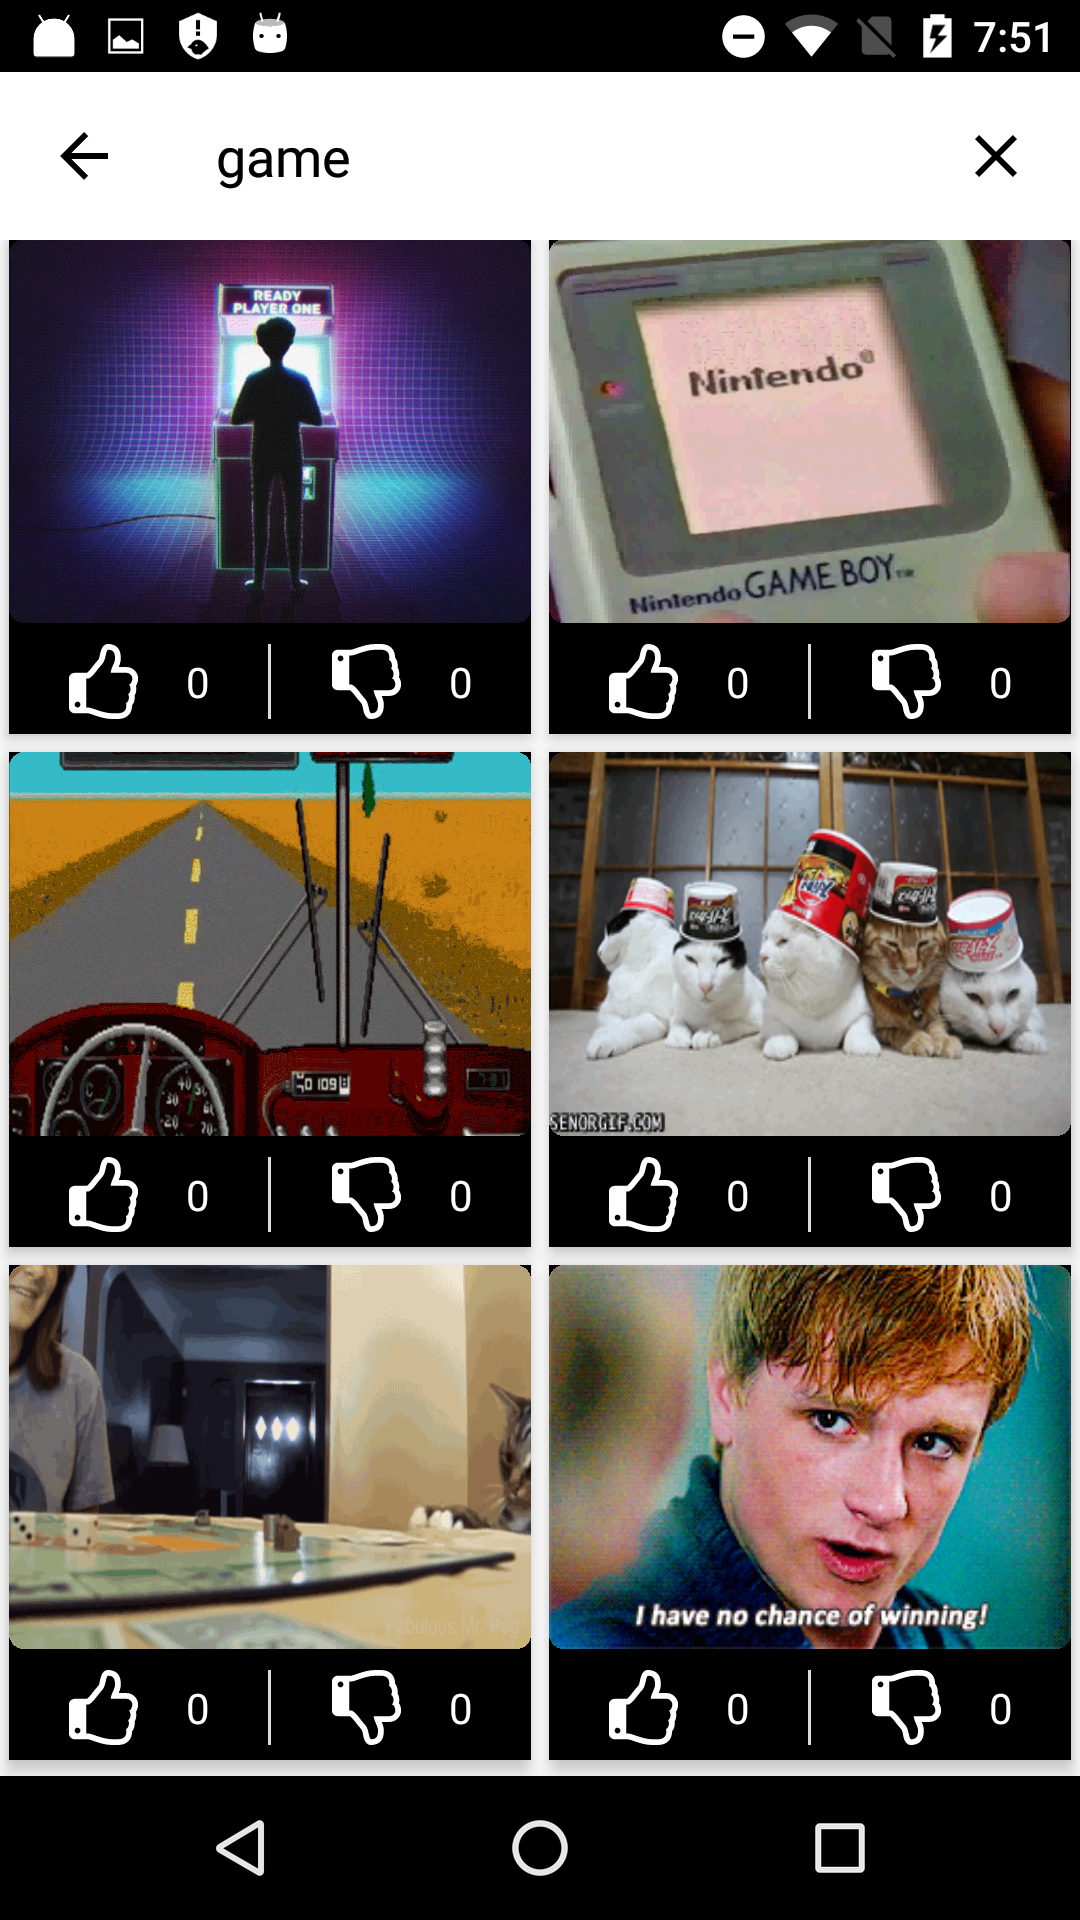 7:51
game
READY
PLAYER ONE
Nintendo®
Nintendo GAME BOY™
0 0
0 0
SENORGIF.COM
0 0
0 0
Fabulous Mr. Pug
I have no chance of winning!
0 0
0 0